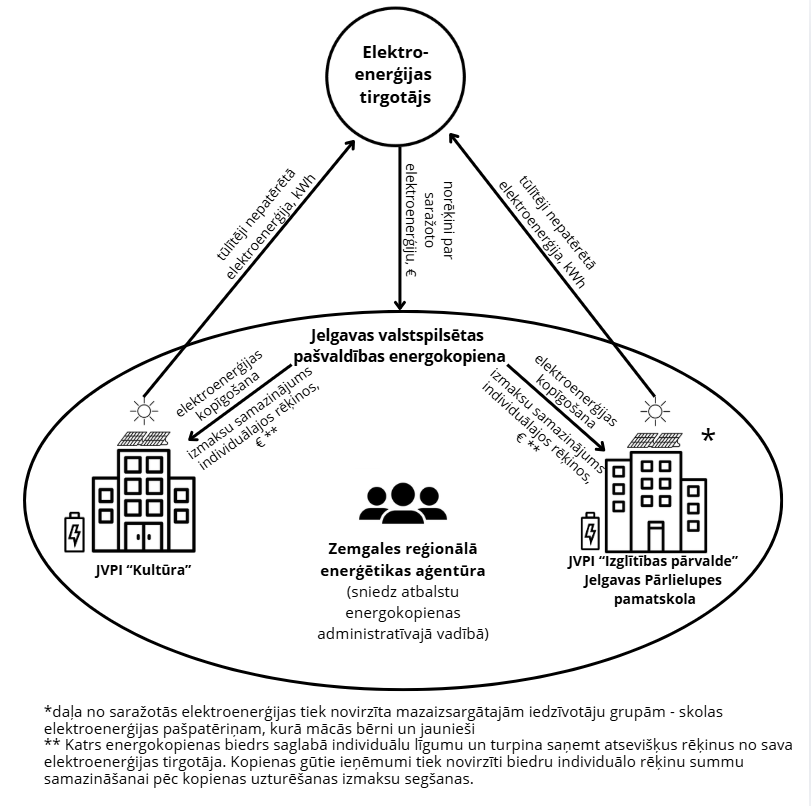 Elektro-
enerģijas
tirgotājs
tūlītēji nepatērētā
elektroenerģija, kWh
norēķini par
saražoto
elektroenerģiju, €
tūlītēji nepatērētā
elektroenerģija, kWh
Jelgavas valstspilsētas
pašvaldības energokopiena
elektroenerģijas
kopīgošana
izmaksu samazinājums
individuālajos rēķinos,
€ **
elektroenerģijas
kopīgošana
izmaksu samazinājums
individuālajos rēķinos,
€ **
*
JVPI “Kultūra”
Zemgales reģionālā
enerģētikas aģentūra
(sniedz atbalstu
energokopienas
administratīvajā vadībā)
JVPI “Izglītības pārvalde”
Jelgavas Pārlielupes
pamatskola
*daļa no saražotās elektroenerģijas tiek novirzīta mazaizsargātajām iedzīvotāju grupām - skolas
elektroenerģijas pašpatēriņam, kurā mācās bērni un jaunieši
** Katrs energokopienas biedrs saglabā individuālu līgumu un turpina saņemt atsevišķus rēķinus no sava
elektroenerģijas tirgotāja. Kopienas gūtie ieņēmumi tiek novirzīti biedru individuālo rēķinu summu
samazināšanai pēc kopienas uzturēšanas izmaksu segšanas.